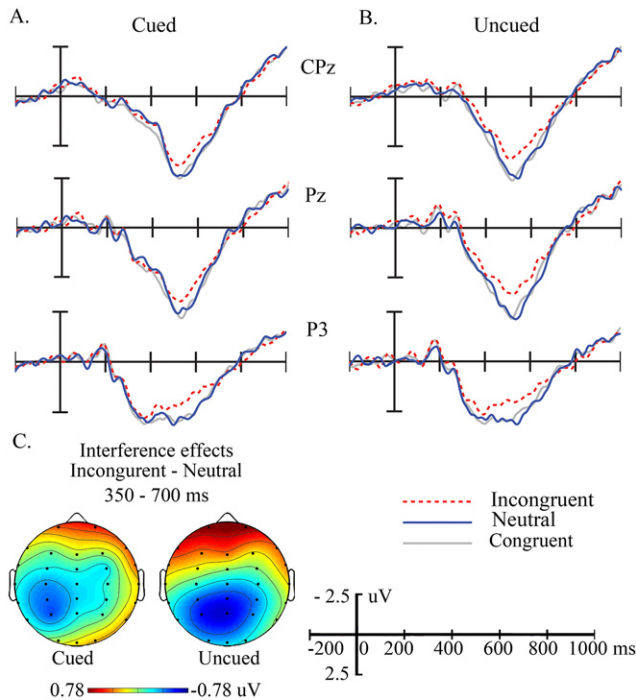 A.
B.
Cued
Uncued
CPz
Pz
P3
C.
Interference effects
Incongurent - Neutral
350 - 700 ms
Cued
Uncued
0.78
-0.78 uV
Incongruent
Neutral
Congruent
- 2.5
uV
-200
0
200
400
600
800
1000
ms
2.5